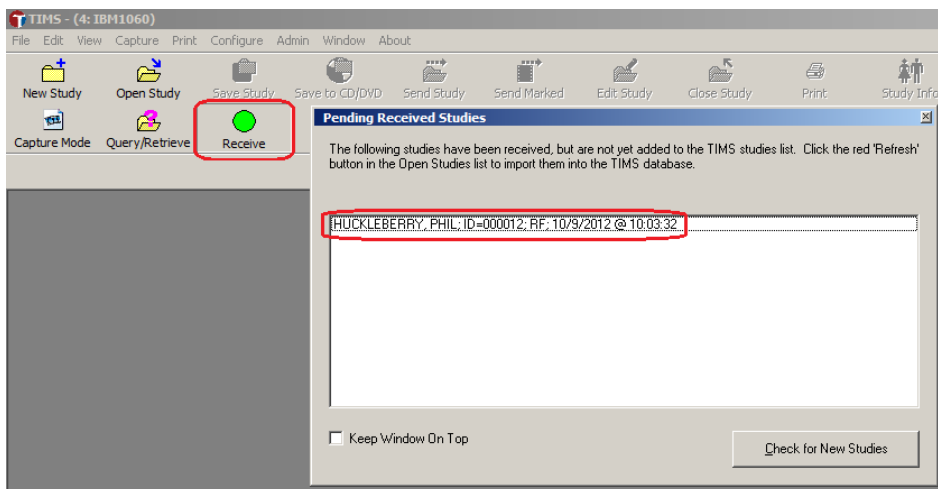 TIMS - (4: IBM1060)
File Edit View Capture Print Configure Admin Window About
New Study Open Study Save Study Save to CD/DVD Send Study Send Marked Edit Study Close Study Print Study Info
Capture Mode Query/Retrieve Receive
Pending Received Studies
The following studies have been received, but are not yet added to the TIMS studies list. Click the red 'Refresh'
button in the Open Studies list to import them into the TIMS database.
HUCKLEBERRY, PHIL; ID=000012; RF; 10/9/2012 @ 10:03:32
Keep Window On Top
Check for New Studies